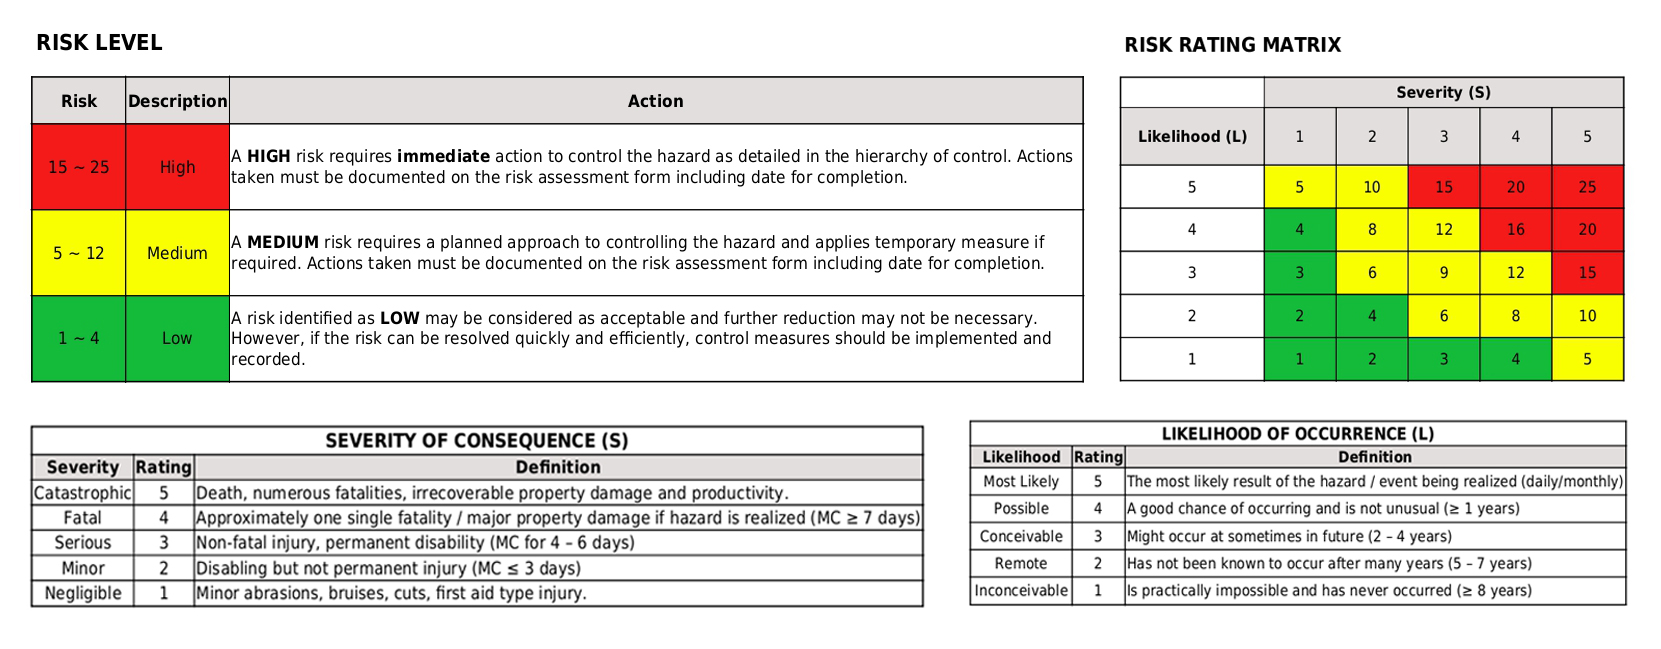 RISK LEVEL
Risk Description Action
15 ~ 25 High A HIGH risk requires immediate action to control the hazard as detailed in the hierarchy of control. Actions
taken must be documented on the risk assessment form including date for completion.
5 ~ 12 Medium A MEDIUM risk requires a planned approach to controlling the hazard and applies temporary measure if
required. Actions taken must be documented on the risk assessment form including date for completion.
1 ~ 4 Low A risk identified as LOW may be considered as acceptable and further reduction may not be necessary.
However, if the risk can be resolved quickly and efficiently, control measures should be implemented and
recorded.
RISK RATING MATRIX
Severity (S)
Likelihood (L) 1 2 3 4 5
5 5 10 15 20 25
4 4 8 12 16 20
3 3 6 9 12 15
2 2 4 6 8 10
1 1 2 3 4 5
SEVERITY OF CONSEQUENCE (S)
Severity Rating Definition
Catastrophic 5 Death, numerous fatalities, irrecoverable property damage and productivity.
Fatal 4 Approximately one single fatality / major property damage if hazard is realized (MC ≥ 7 days)
Serious 3 Non-fatal injury, permanent disability (MC for 4 – 6 days)
Minor 2 Disabling but not permanent injury (MC ≤ 3 days)
Negligible 1 Minor abrasions, bruises, cuts, first aid type injury.
LIKELIHOOD OF OCCURRENCE (L)
Likelihood Rating Definition
Most Likely 5 The most likely result of the hazard / event being realized (daily/monthly)
Possible 4 A good chance of occurring and is not unusual (≥ 1 years)
Conceivable 3 Might occur at sometimes in future (2 – 4 years)
Remote 2 Has not been known to occur after many years (5 – 7 years)
Inconceivable 1 Is practically impossible and has never occurred (≥ 8 years)